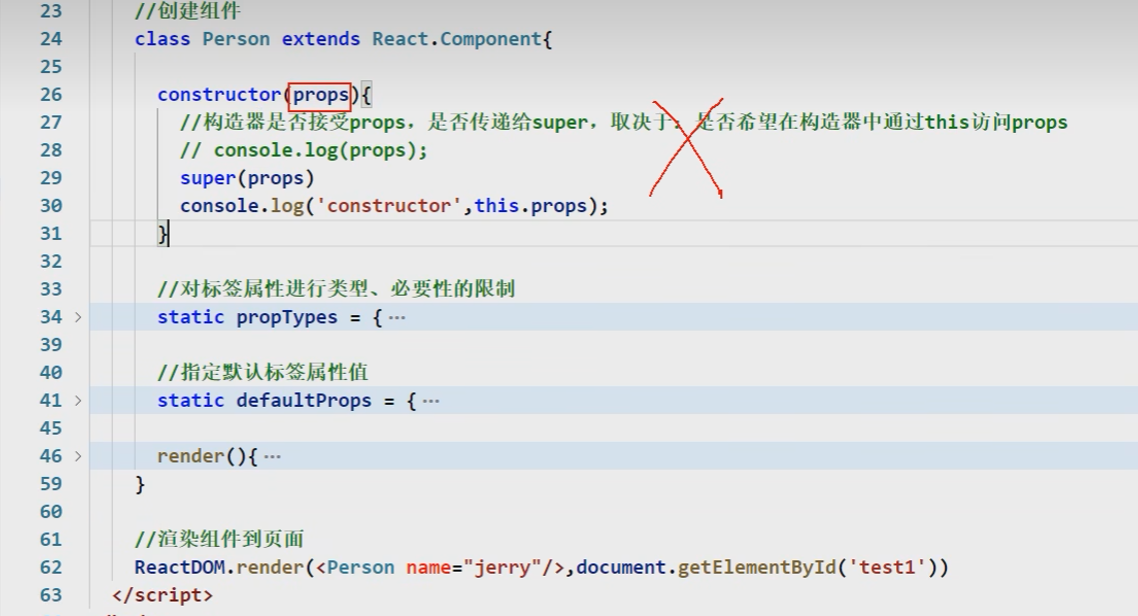 23 //创建组件
24 class Person extends React.Component{
25
26 constructor(props){
27 //构造器是否接受props，是否传递给super，取决于：是否希望在构造器中通过this访问props
28 // console.log(props);
29 super(props)
30 console.log('constructor',this.props);
31 }
32
33 //对标签属性进行类型、必要性的限制
34 static propTypes = { ···
39
40 //指定默认标签属性值
41 static defaultProps = { ···
45
46 render(){ ···
59 }
60
61 //渲染组件到页面
62 ReactDOM.render(<Person name="jerry"/>,document.getElementById('test1'))
63 </script>